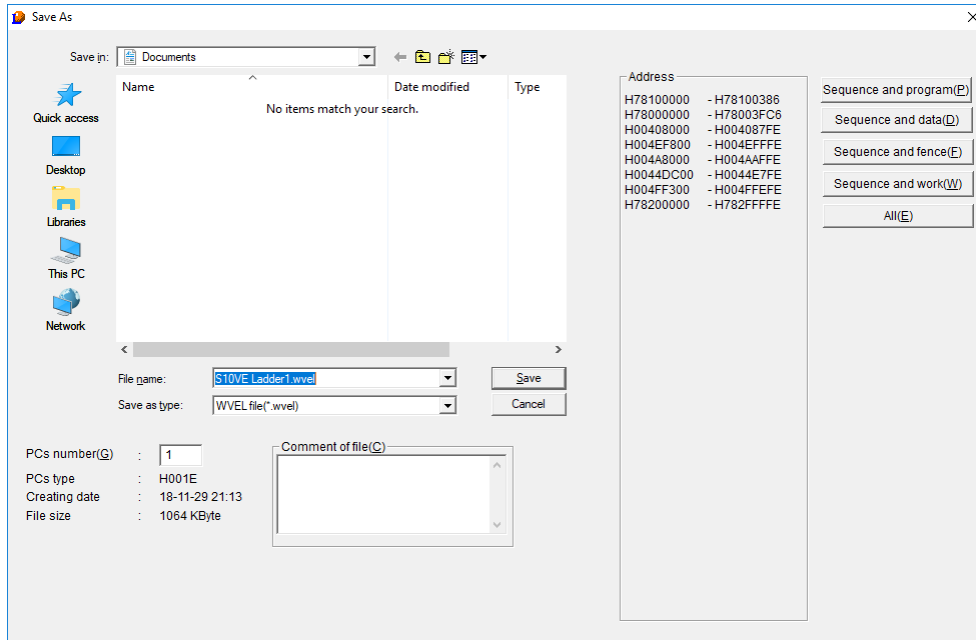 Save As
Save in:
Documents
Quick access
Desktop
Libraries
This PC
Network
Name Date modified Type
No items match your search.
File name: S10VE Ladder1.wvel Save
Save as type: WVEL file(*.wvel) Cancel
PCs number(G) : 1
PCs type : H001E
Creating date : 18-11-29 21:13
File size : 1064 KByte
Comment of file(C)
Address
H78100000 - H78100386
H78000000 - H78003FC6
H00408000 - H004087FE
H004EF800 - H004EFFFE
H004A8000 - H004AAFFE
H0044DC00 - H0044E7FE
H004FF300 - H004FFEFE
H78200000 - H782FFFFE
Sequence and program(P)
Sequence and data(D)
Sequence and fence(F)
Sequence and work(W)
All(E)